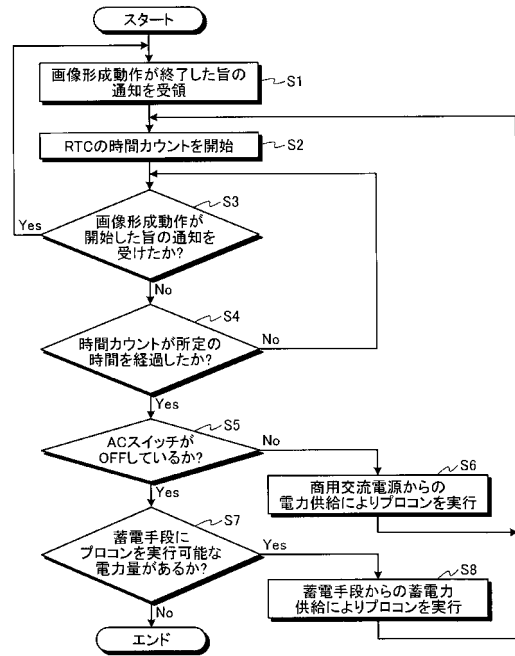 スタート
画像形成動作が終了した旨の
通知を受領
S1
RTCの時間カウントを開始
S2
S3
画像形成動作が
開始した旨の通知を
受けたか?
Yes
No
S4
時間カウントが所定の
時間を経過したか?
No
Yes
S5
ACスイッチが
OFFしているか?
No
Yes
S6
商用交流電源からの
電力供給によりプロコンを実行
S7
蓄電手段に
プロコンを実行可能な
電力量があるか?
Yes
No
S8
蓄電手段からの蓄電力
供給によりプロコンを実行
エンド